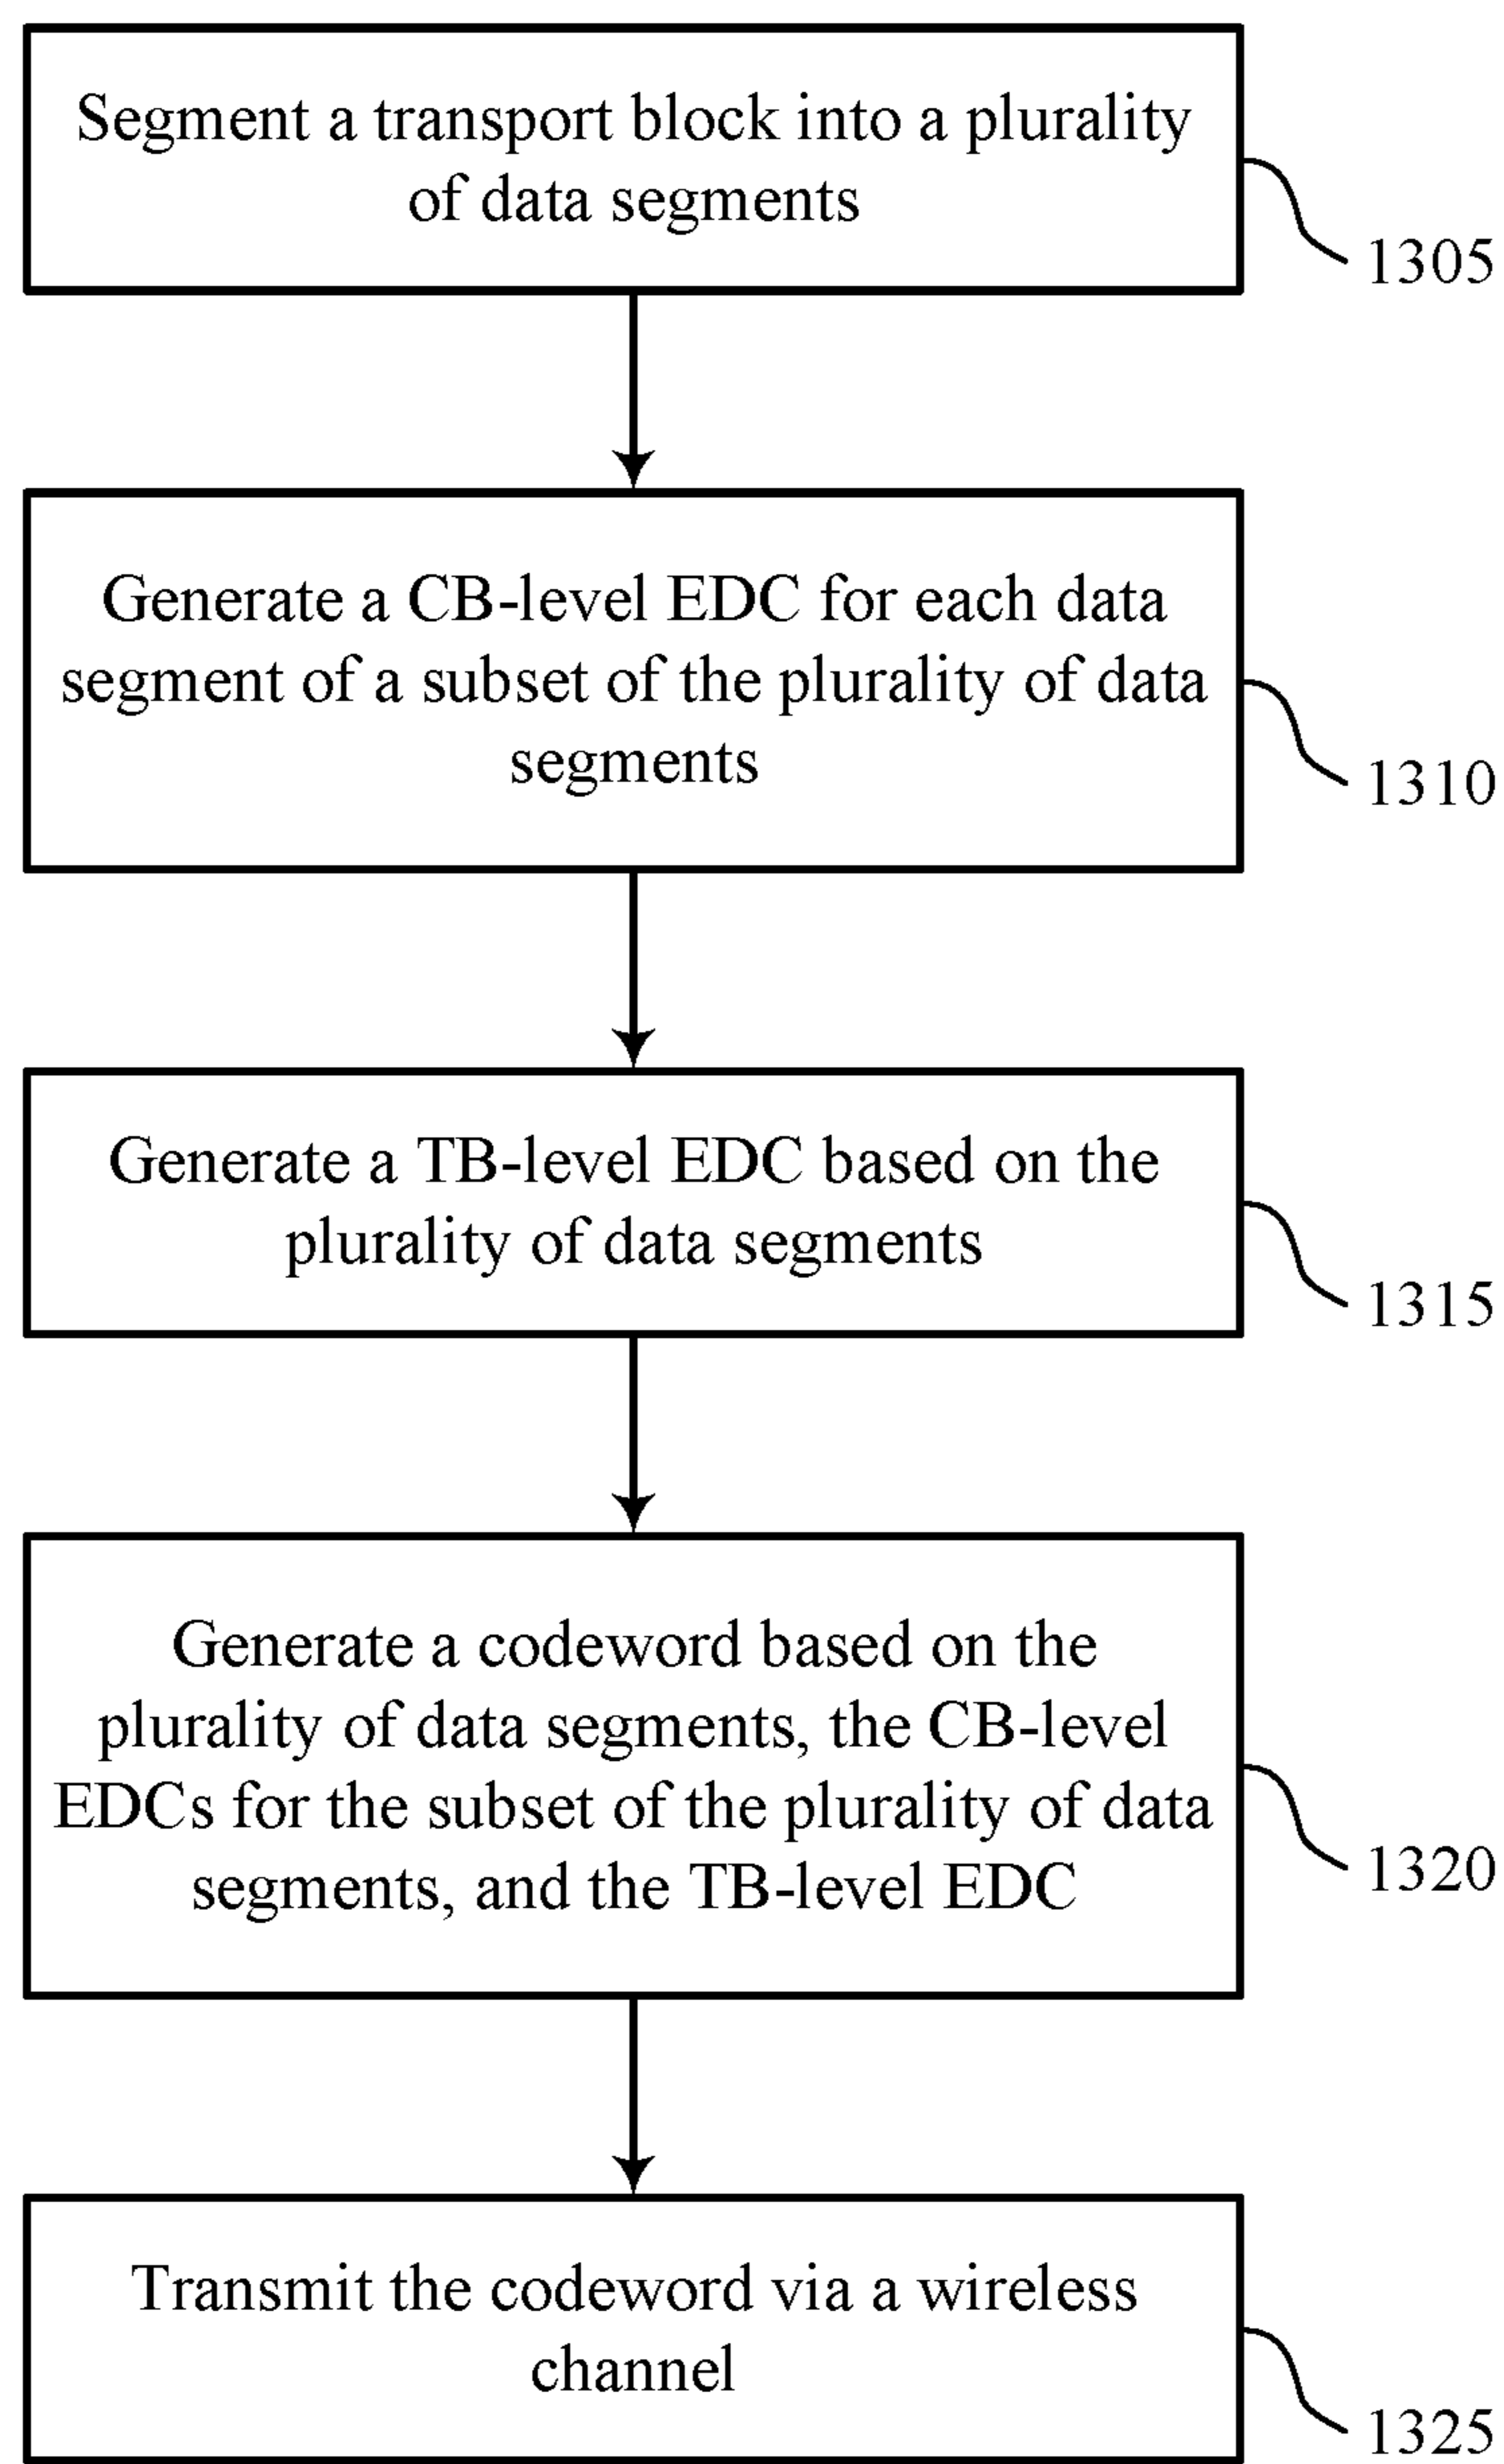 Segment a transport block into a plurality
of data segments
1305
Generate a CB-level EDC for each data
segment of a subset of the plurality of data
segments
1310
Generate a TB-level EDC based on the
plurality of data segments
1315
Generate a codeword based on the
plurality of data segments, the CB-level
EDCs for the subset of the plurality of data
segments, and the TB-level EDC
1320
Transmit the codeword via a wireless
channel
1325